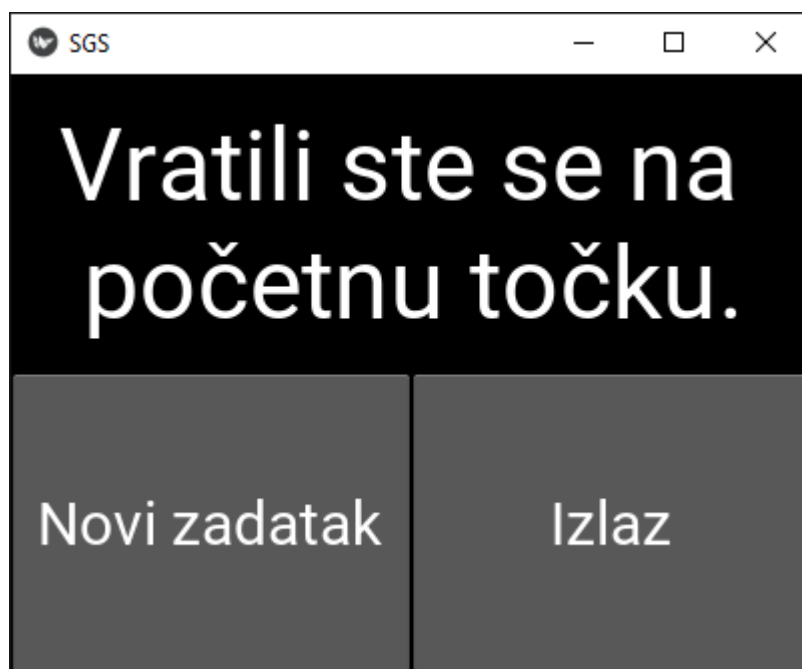 SGS
Vratili ste se na
početnu točku.
Novi zadatak
Izlaz